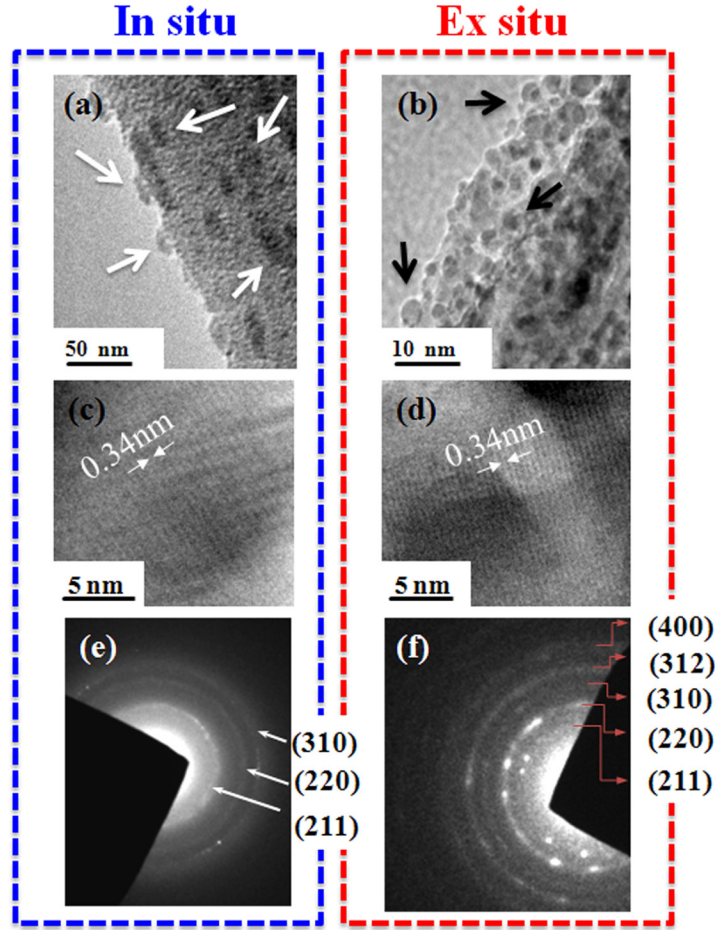 In situ
Ex situ
(a)
50 nm
(b)
10 nm
(c)
0.34nm
5 nm
(d)
0.34nm
5 nm
(e)
(310)
(220)
(211)
(f)
(400)
(312)
(310)
(220)
(211)